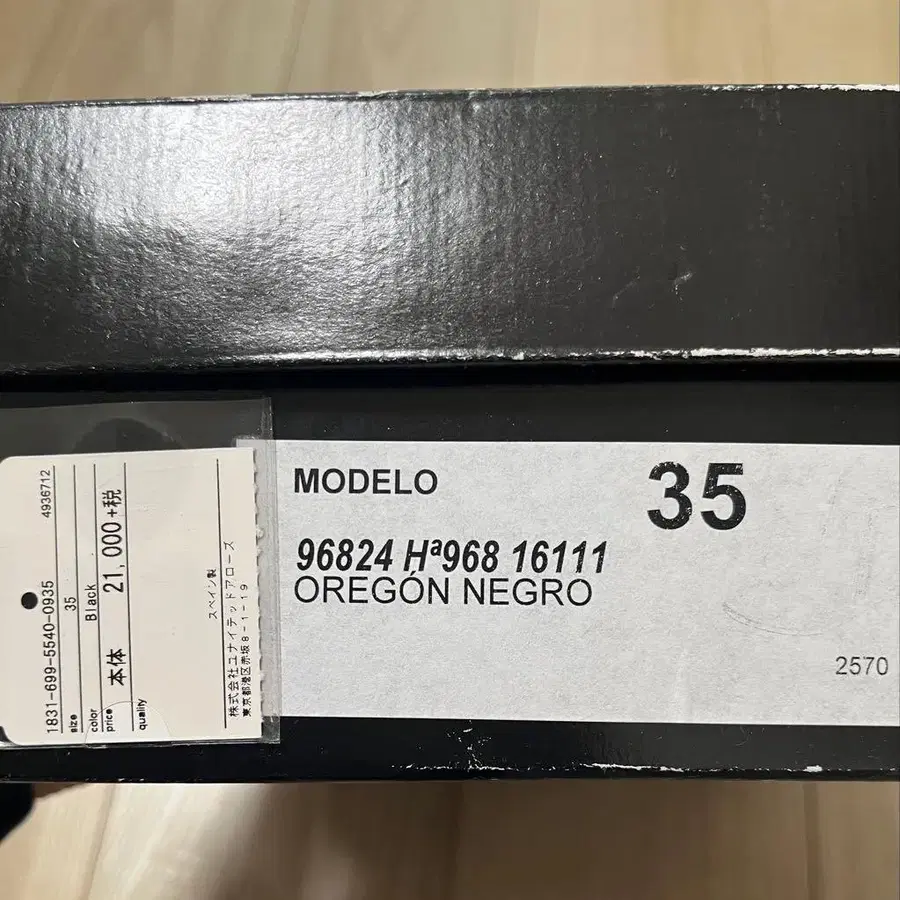 MODELO
35
96824 Hª968 16111
OREGÓN NEGRO
2570
4936712
1831-699-5540-0935
size 35
color Black
price 本体 21,000+税
quality
スペイン製
株式会社ユナイテッドアローズ
東京都港区赤坂8-1-19